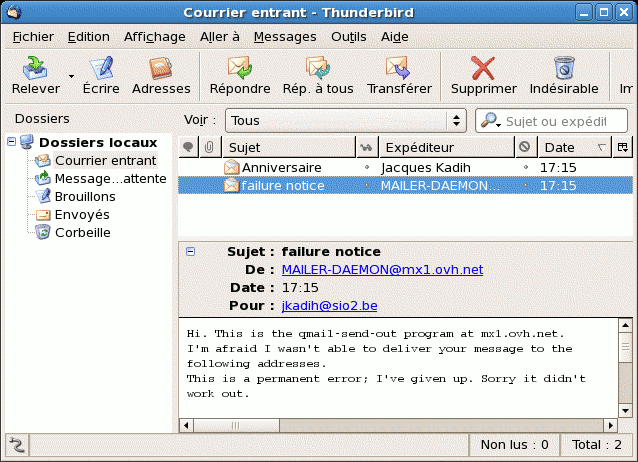 Courrier entrant - Thunderbird
Fichier Edition Affichage Aller à Messages Outils Aide
Relever Écrire Adresses Répondre Rép. à tous Transférer Supprimer Indésirable Im
Dossiers
Voir : Tous Sujet ou expédit
Dossiers locaux
Courrier entrant
Message...attente
Brouillons
Envoyés
Corbeille
Sujet Expéditeur Date
Anniversaire Jacques Kadih 17:15
failure notice MAILER-DAEMON... 17:15
Sujet : failure notice
De : MAILER-DAEMON@mx1.ovh.net
Date : 17:15
Pour : jkadih@sio2.be
Hi. This is the qmail-send-out program at mx1.ovh.net.
I'm afraid I wasn't able to deliver your message to the
following addresses.
This is a permanent error; I've given up. Sorry it didn't
work out.
Non lus : 0 Total : 2